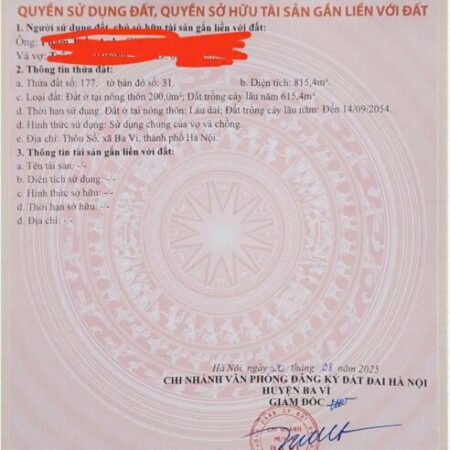 QUYỀN SỬ DỤNG ĐẤT, QUYỀN SỞ HỮU TÀI SẢN GẮN LIỀN VỚI ĐẤT
1. Người sử dụng đất, chủ sở hữu tài sản gắn liền với đất:
Ông:
Và vợ:
2. Thông tin thửa đất:
a. Thửa đất số: 177. tờ bản đồ số: 31. b. Diện tích: 815,4m².
c. Loại đất: Đất ở tại nông thôn 200,0m²; Đất trồng cây lâu năm 615,4m².
d. Thời hạn sử dụng: Đất ở tại nông thôn: Lâu dài; Đất trồng cây lâu năm: Đến 14/09/2054.
đ. Hình thức sử dụng: Sử dụng chung của vợ và chồng.
e. Địa chỉ: Thôn Sổ, xã Ba Vì, thành phố Hà Nội.
3. Thông tin tài sản gắn liền với đất:
a. Tên tài sản: -/-
b. Diện tích sử dụng: -/-
c. Hình thức sở hữu: -/-
d. Thời hạn sở hữu: -/-
đ. Địa chỉ: -/-
Hà Nội, ngày tháng 08 năm 2025
CHI NHÁNH VĂN PHÒNG ĐĂNG KÝ ĐẤT ĐAI HÀ NỘI
HUYỆN BA VÌ
GIÁM ĐỐC
CHI NHÁNH